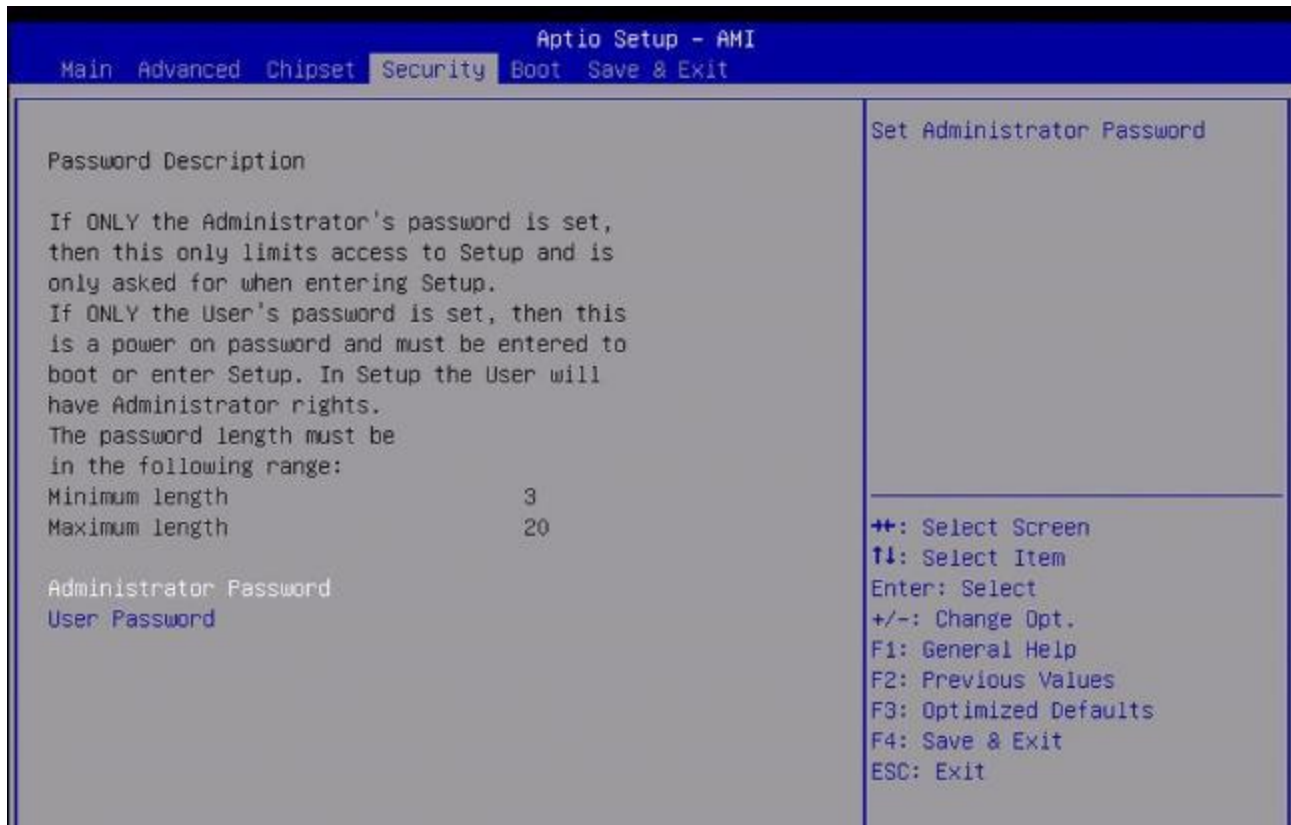 Aptio Setup - AMI
Main Advanced Chipset Security Boot Save & Exit
Password Description
If ONLY the Administrator's password is set,
then this only limits access to Setup and is
only asked for when entering Setup.
If ONLY the User's password is set, then this
is a power on password and must be entered to
boot or enter Setup. In Setup the User will
have Administrator rights.
The password length must be
in the following range:
Minimum length 3
Maximum length 20
Administrator Password
User Password
Set Administrator Password
→←: Select Screen
↑↓: Select Item
Enter: Select
+/-: Change Opt.
F1: General Help
F2: Previous Values
F3: Optimized Defaults
F4: Save & Exit
ESC: Exit